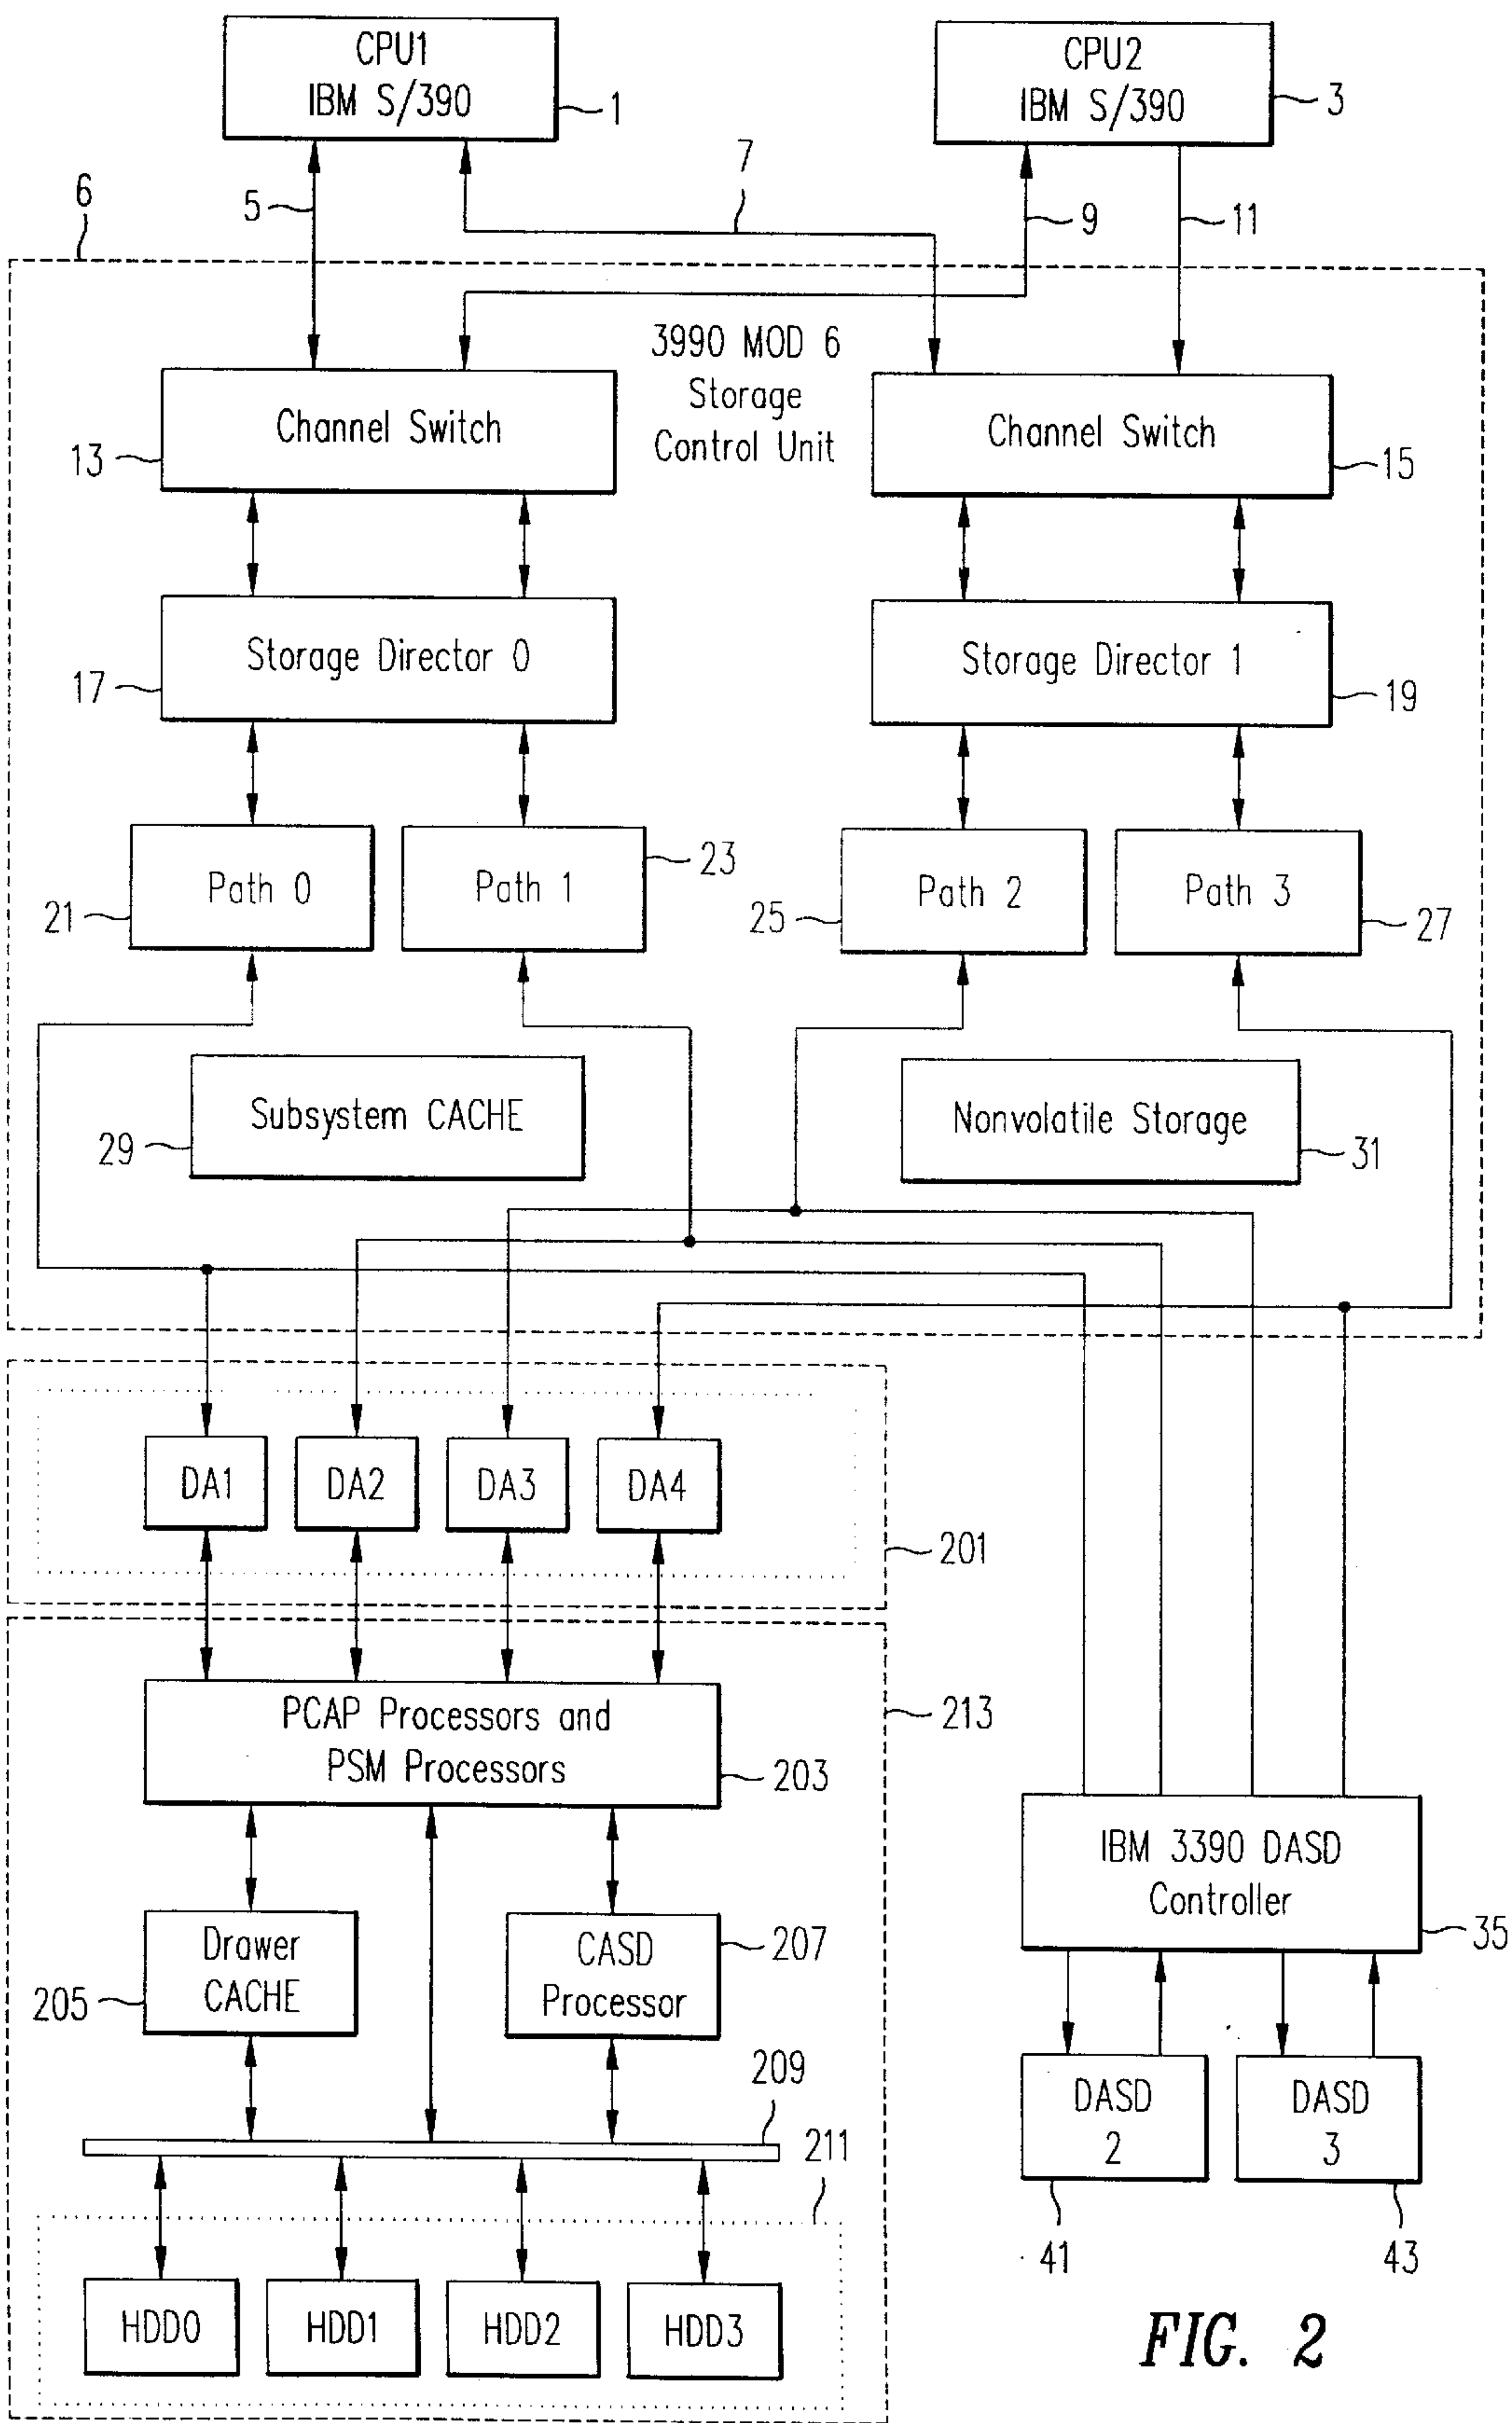 CPU1
IBM S/390
1
CPU2
IBM S/390
3
5
7
9
11
6
3990 MOD 6
Storage
Control Unit
Channel Switch
13
Channel Switch
15
Storage Director 0
17
Storage Director 1
19
Path 0
21
Path 1
23
Path 2
25
Path 3
27
Subsystem CACHE
29
Nonvolatile Storage
31
DA1
DA2
DA3
DA4
201
PCAP Processors and
PSM Processors
203
213
Drawer
CACHE
205
CASD
Processor
207
209
211
HDD0
HDD1
HDD2
HDD3
IBM 3390 DASD
Controller
35
DASD
2
41
DASD
3
43
FIG. 2